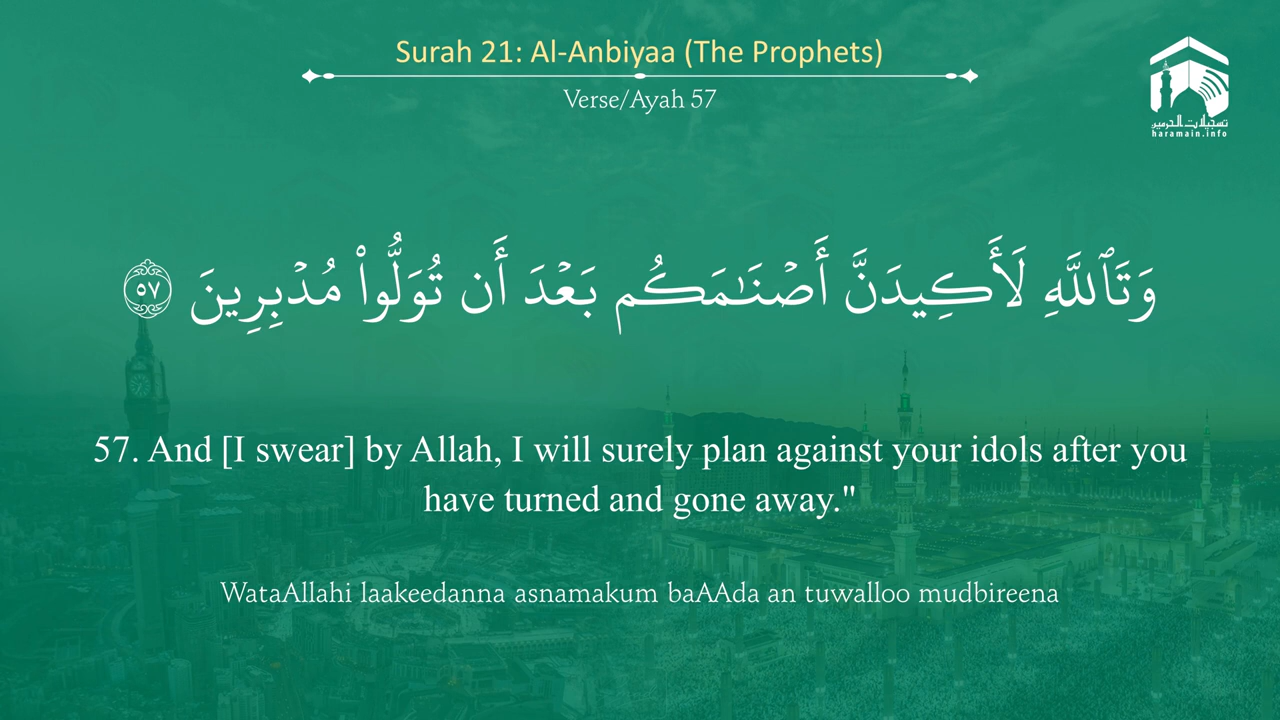 Surah 21: Al-Anbiyaa (The Prophets)
Verse/Ayah 57
تسجيلات الحرمين
haramain.info
وَتَٱللَّهِ لَأَكِيدَنَّ أَصْنَـٰمَكُم بَعْدَ أَن تُوَلُّوا۟ مُدْبِرِينَ ٥٧
57. And [I swear] by Allah, I will surely plan against your idols after you
have turned and gone away."
WataAllahi laakeedanna asnamakum baAAda an tuwalloo mudbireena